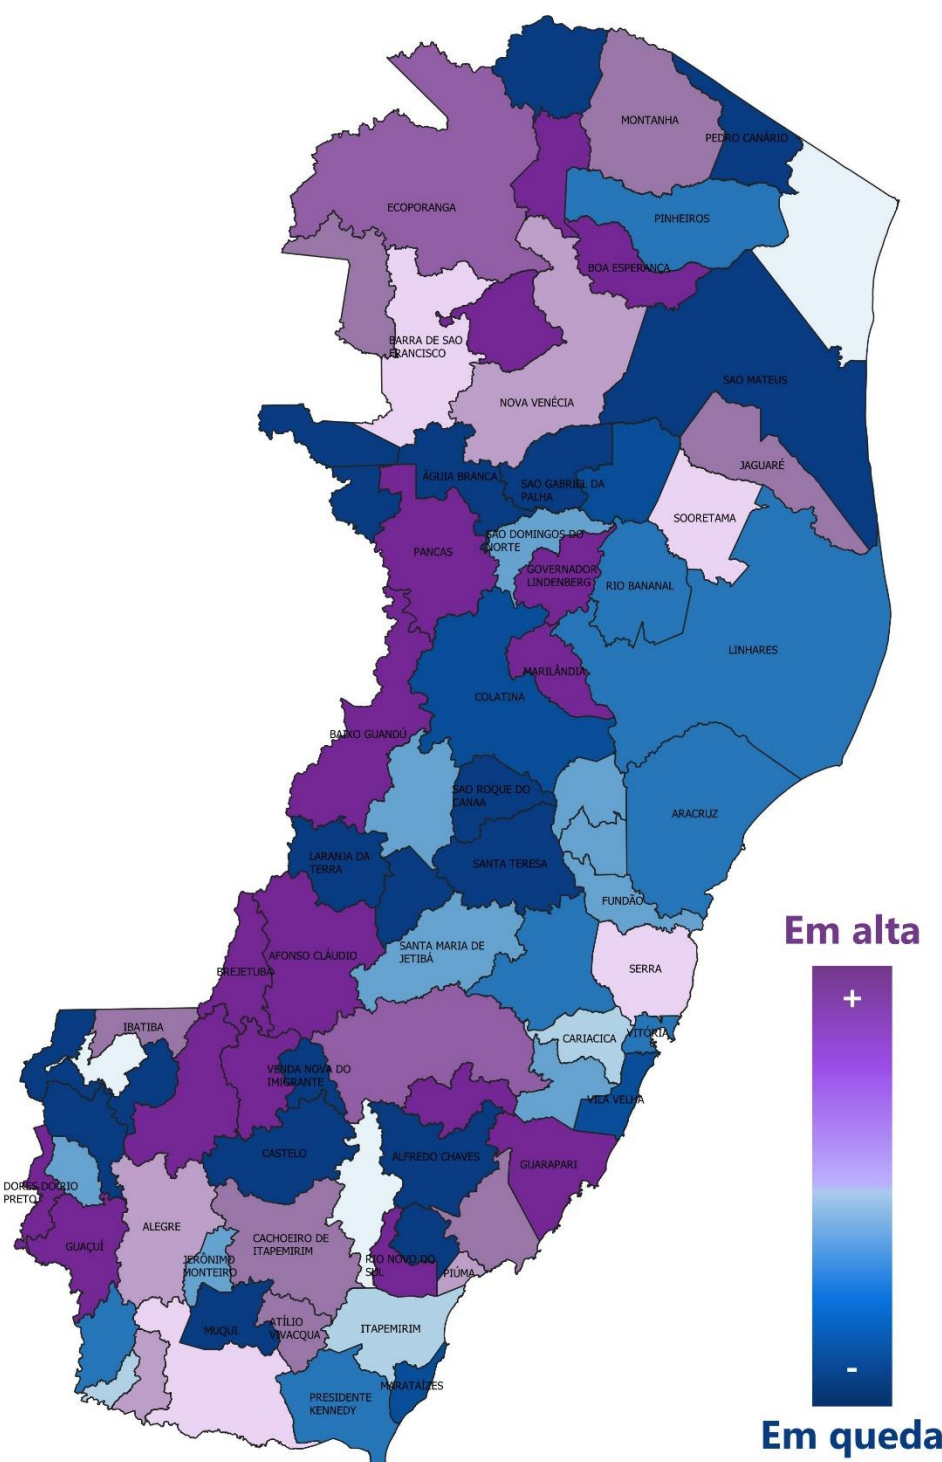 MONTANHA
PEDRO CANÁRIO
ECOPORANGA
PINHEIROS
BOA ESPERANÇA
BARRA DE SAO
FRANCISCO
SAO MATEUS
NOVA VENÉCIA
JAGUARÉ
ÁGUIA BRANCA
SAO GABRIEL DA
PALHA
SOORETAMA
SAO DOMINGOS DO
NORTE
PANCAS
GOVERNADOR
LINDENBERG
RIO BANANAL
LINHARES
MARILÂNDIA
COLATINA
BAIXO GUANDÚ
SAO ROQUE DO
CANAA
ARACRUZ
LARANJA DA
TERRA
SANTA TERESA
FUNDÃO
Em alta
SANTA MARIA DE
JETIBÁ
AFONSO CLÁUDIO
BREJETUBA
SERRA
+
IBATIBA
CARIACICA
VITÓRIA
VENDA NOVA DO
IMIGRANTE
VILA VELHA
CASTELO
ALFREDO CHAVES
GUARAPARI
DORES DO RIO
PRETO
ALEGRE
GUAÇUÍ
CACHOEIRO DE
ITAPEMIRIM
JERÔNIMO
MONTEIRO
RIO NOVO DO
SUL
PIÚMA
MUQUI
ATÍLIO
VIVACQUA
ITAPEMIRIM
-
MARATAÍZES
PRESIDENTE
KENNEDY
Em queda